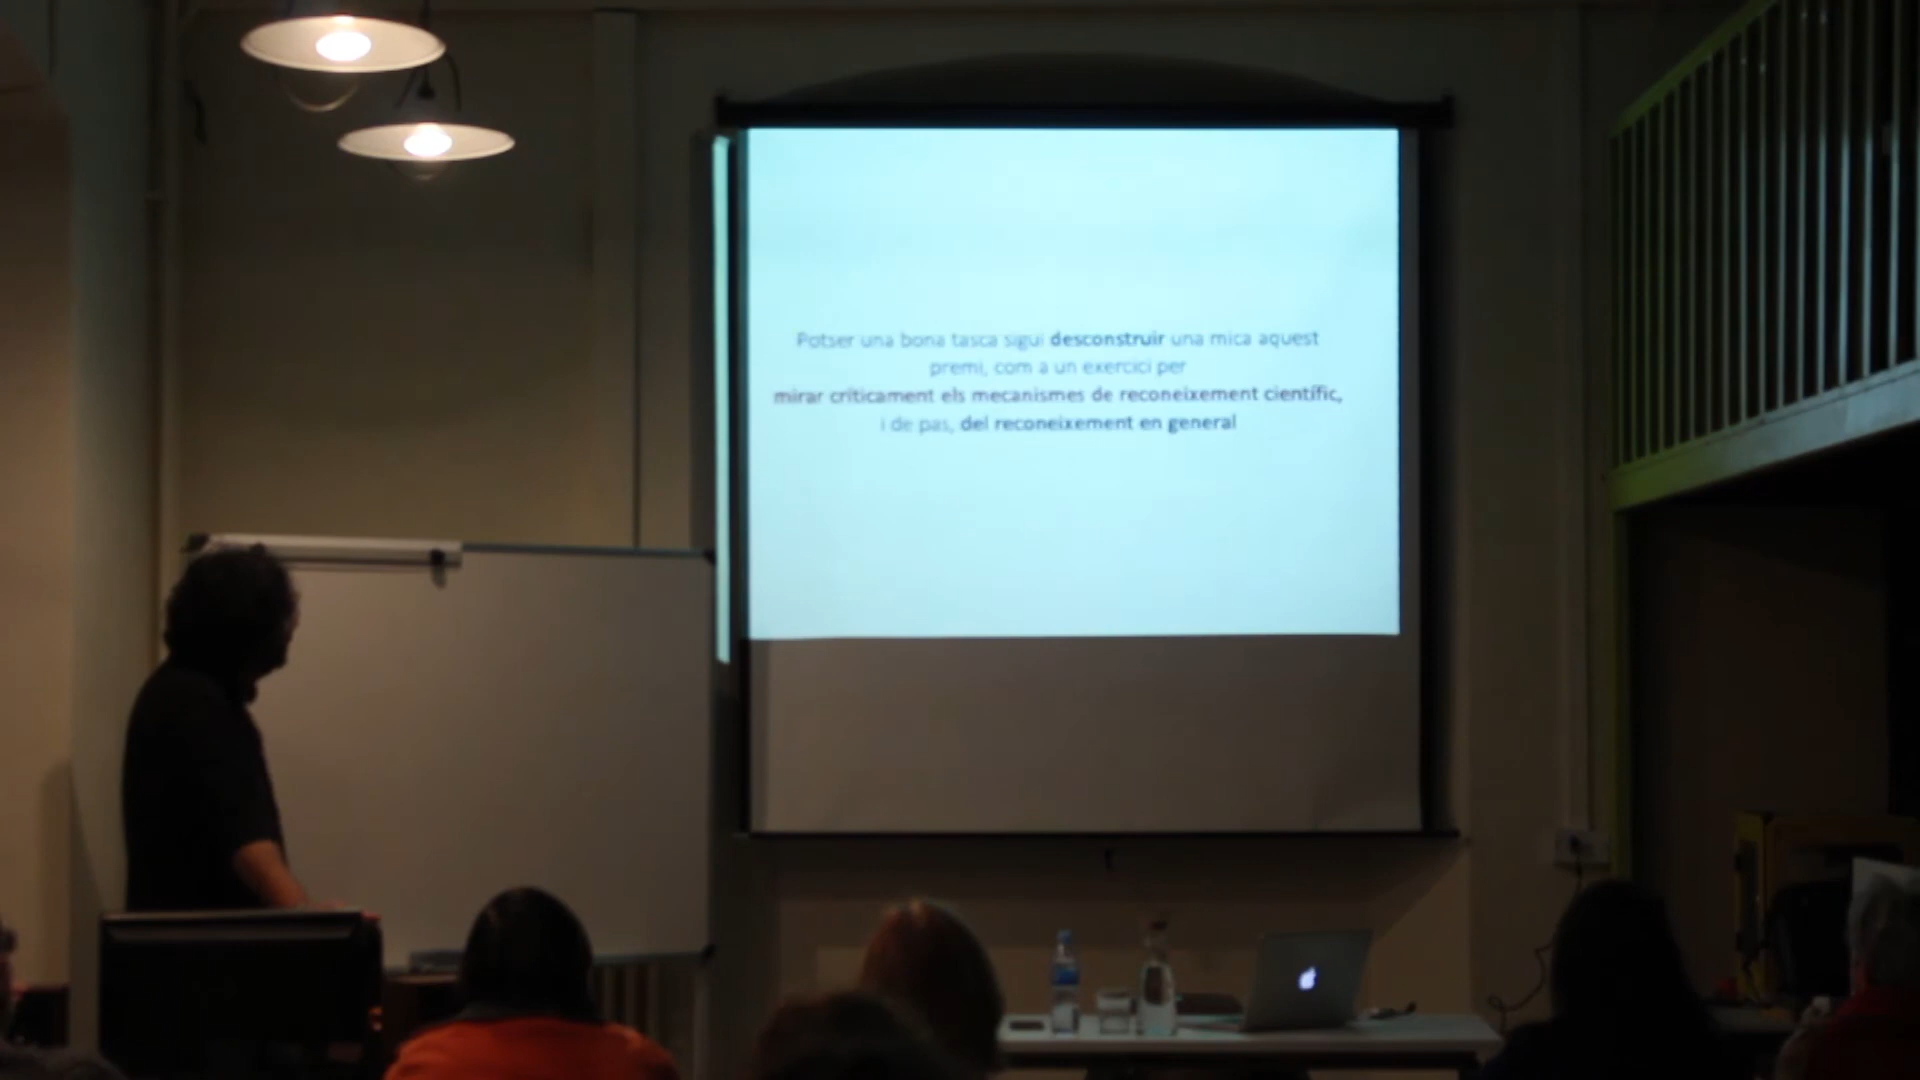 Potser una bona tasca sigui desconstruir una mica aquest
premi, com a un exercici per
mirar críticament els mecanismes de reconeixement científic,
i de pas, del reconeixement en general